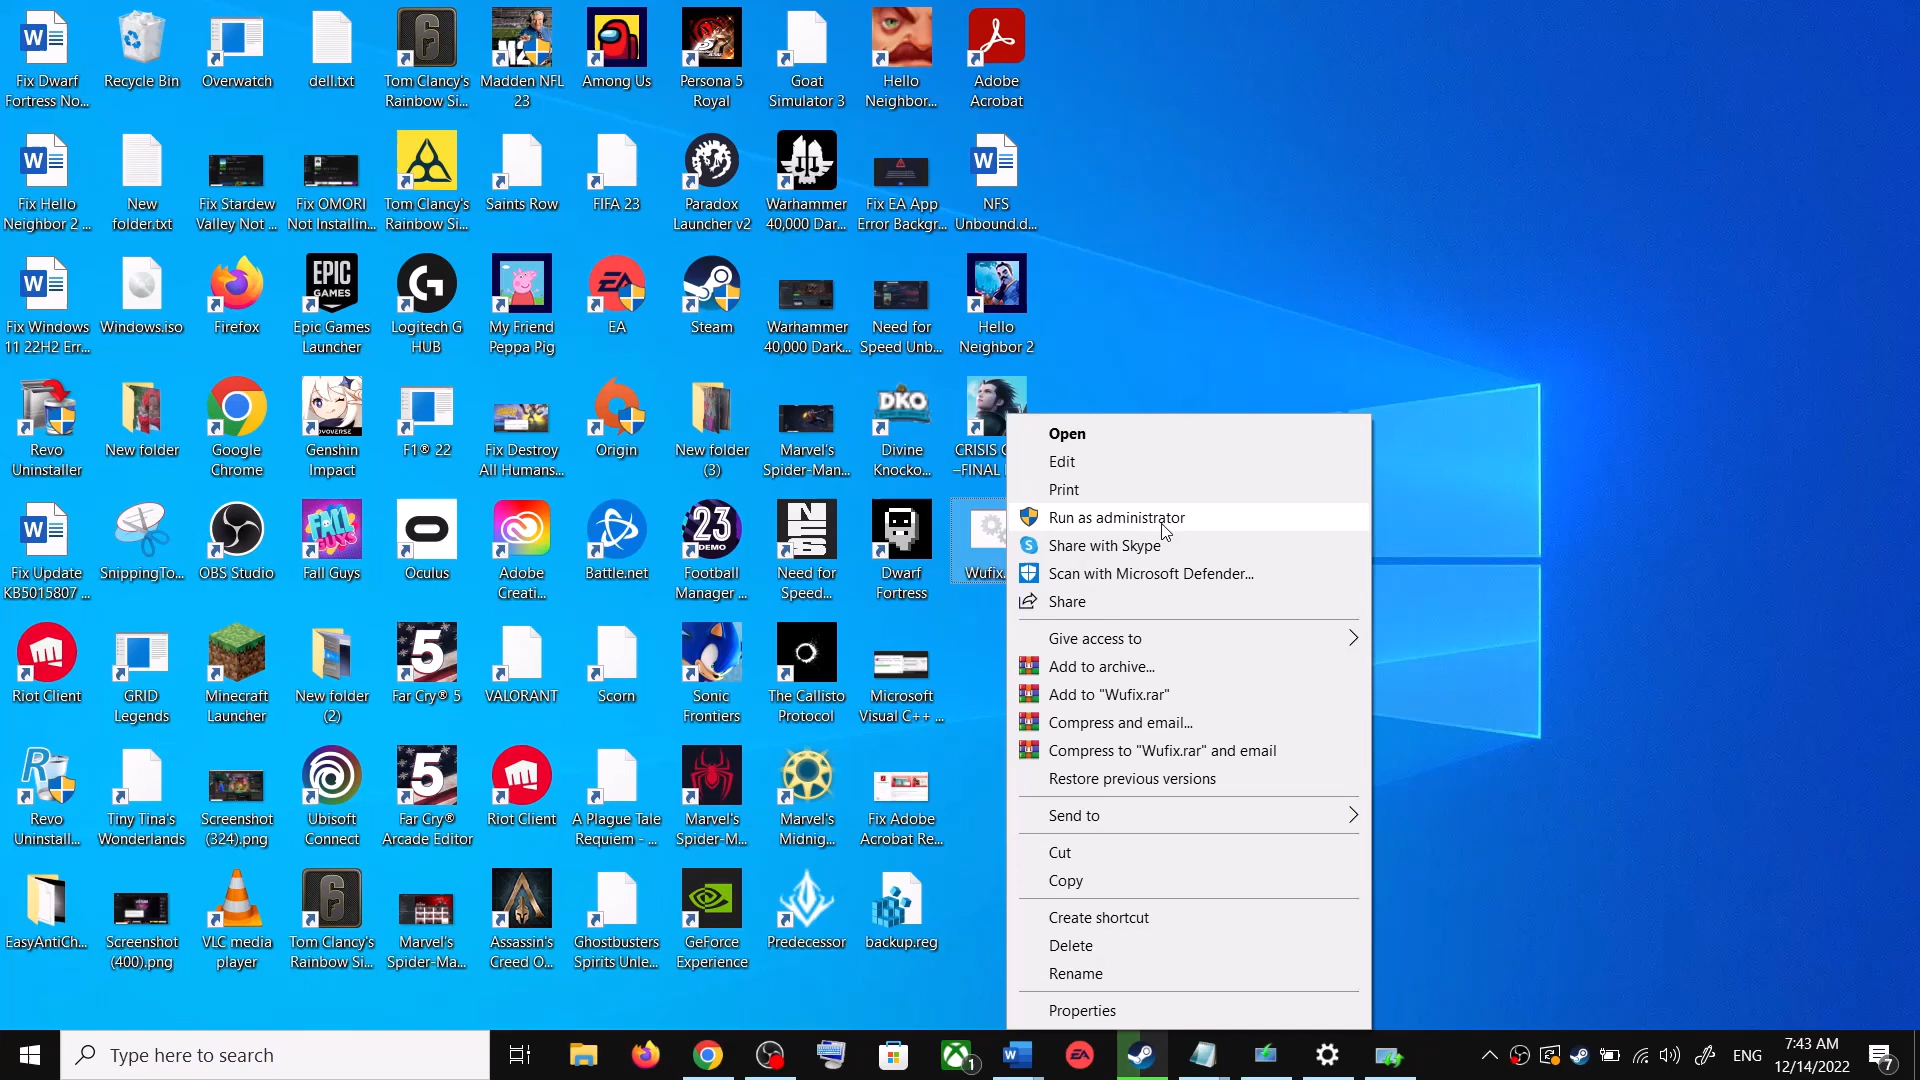 Fix Dwarf
Fortress No...
Recycle Bin
Overwatch
dell.txt
Tom Clancy's
Rainbow Si...
Madden NFL
23
Among Us
Persona 5
Royal
Goat
Simulator 3
Hello
Neighbor...
Adobe
Acrobat
Fix Hello
Neighbor 2 ...
New
folder.txt
Fix Stardew
Valley Not ...
Fix OMORI
Not Installin...
Tom Clancy's
Rainbow Si...
Saints Row
FIFA 23
Paradox
Launcher v2
Warhammer
40,000 Dar...
Fix EA App
Error Backgr...
NFS
Unbound.d...
Fix Windows
11 22H2 Err...
Windows.iso
Firefox
EPIC
GAMES
Epic Games
Launcher
Logitech G
HUB
My Friend
Peppa Pig
EA
EA
Steam
Warhammer
40,000 Dark...
Need for
Speed Unb...
Hello
Neighbor 2
Revo
Uninstaller
New folder
Google
Chrome
Genshin
Impact
F1® 22
Fix Destroy
All Humans...
Origin
New folder
(3)
Marvel's
Spider-Man...
DKO
Divine
Knocko...
CRISIS C
–FINAL
Fix Update
KB5015807 ...
SnippingTo...
OBS Studio
FALL
GUYS
Fall Guys
Oculus
Adobe
Creati...
Battle.net
23
DEMO
Football
Manager ...
Need for
Speed...
Dwarf
Fortress
Wufix.
Riot Client
GRID
Legends
Minecraft
Launcher
New folder
(2)
5
Far Cry® 5
VALORANT
Scorn
Sonic
Frontiers
The Callisto
Protocol
Microsoft
Visual C++ ...
Revo
Uninstall...
Tiny Tina's
Wonderlands
Screenshot
(324).png
Ubisoft
Connect
5
Far Cry®
Arcade Editor
Riot Client
A Plague Tale
Requiem - ...
Marvel's
Spider-M...
Marvel's
Midnig...
Fix Adobe
Acrobat Re...
EasyAntiCh...
Screenshot
(400).png
VLC media
player
Tom Clancy's
Rainbow Si...
Marvel's
Spider-Ma...
Assassin's
Creed O...
Ghostbusters
Spirits Unle...
GeForce
Experience
Predecessor
backup.reg
Open
Edit
Print
Run as administrator
Share with Skype
Scan with Microsoft Defender...
Share
Give access to
Add to archive...
Add to "Wufix.rar"
Compress and email...
Compress to "Wufix.rar" and email
Restore previous versions
Send to
Cut
Copy
Create shortcut
Delete
Rename
Properties
Type here to search
1
EA
ENG
7:43 AM
12/14/2022
7